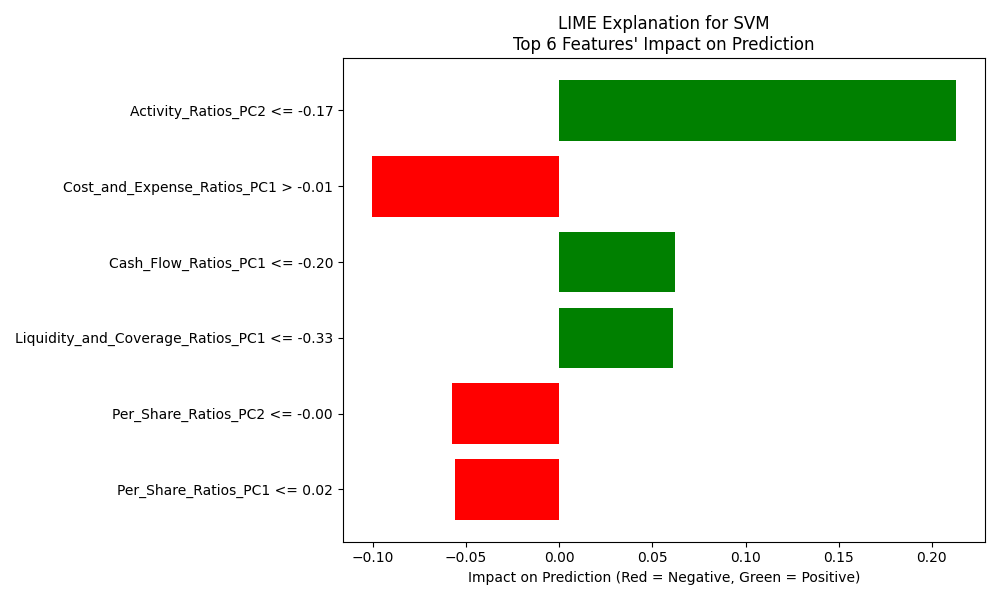 LIME Explanation for SVM
Top 6 Features' Impact on Prediction
Activity_Ratios_PC2 <= -0.17
Cost_and_Expense_Ratios_PC1 > -0.01
Cash_Flow_Ratios_PC1 <= -0.20
Liquidity_and_Coverage_Ratios_PC1 <= -0.33
Per_Share_Ratios_PC2 <= -0.00
Per_Share_Ratios_PC1 <= 0.02
−0.10 −0.05 0.00 0.05 0.10 0.15 0.20
Impact on Prediction (Red = Negative, Green = Positive)